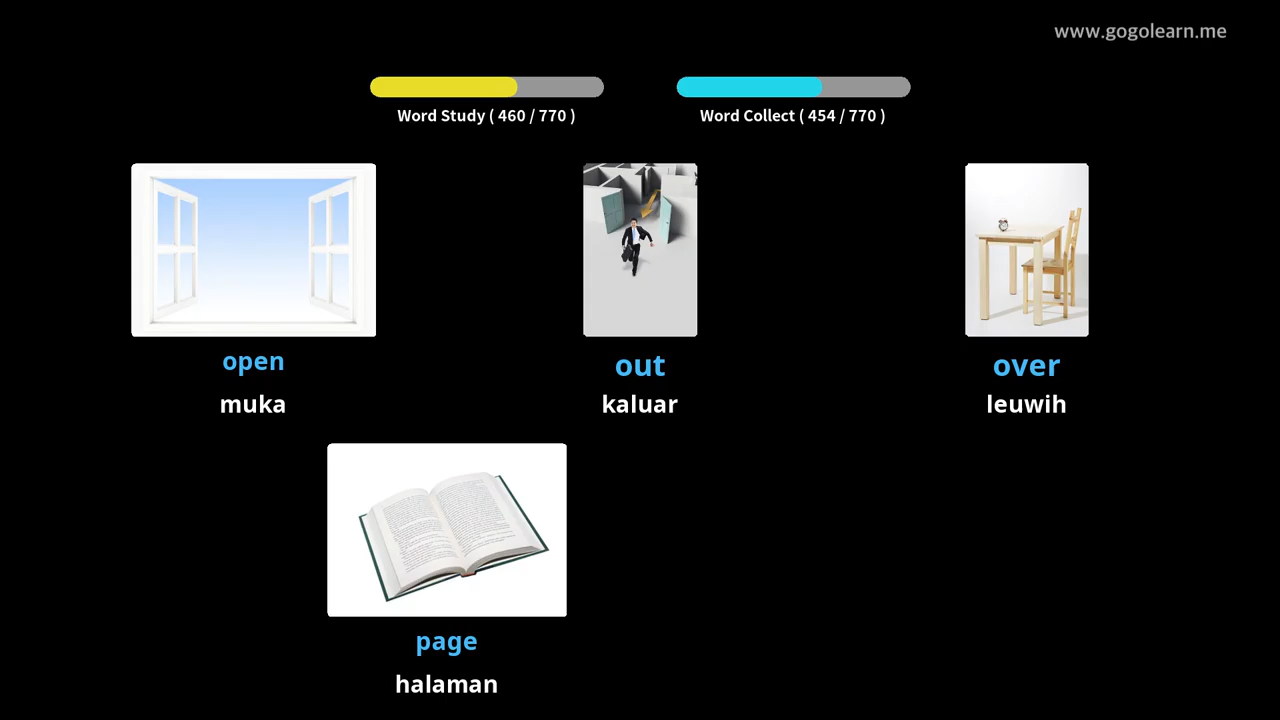 www.gogolearn.me
Word Study ( 460 / 770 )
Word Collect ( 454 / 770 )
open
muka
out
kaluar
over
leuwih
page
halaman